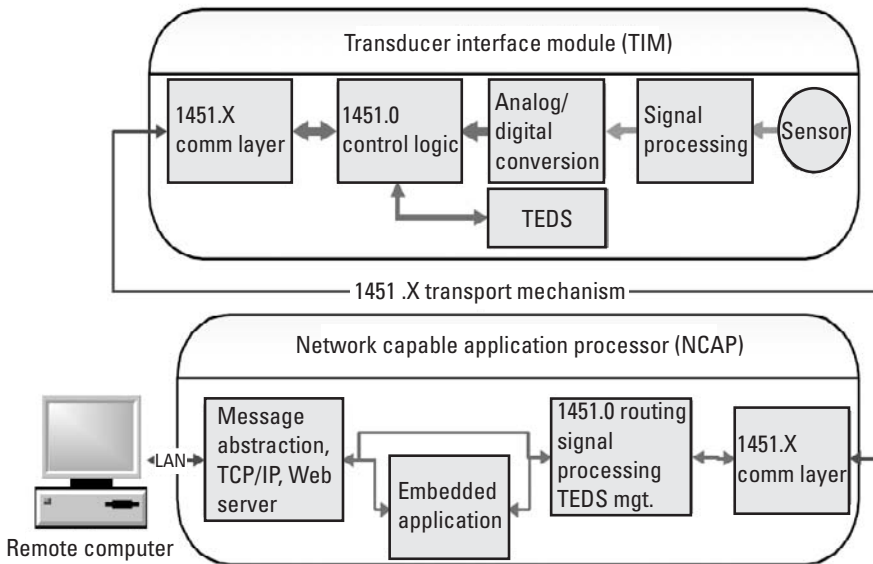 Transducer interface module (TIM)
1451.X
comm layer
1451.0
control logic
Analog/
digital
conversion
Signal
processing
Sensor
TEDS
1451 .X transport mechanism
Network capable application processor (NCAP)
Message
abstraction,
TCP/IP, Web
server
Embedded
application
1451.0 routing
signal
processing
TEDS mgt.
1451.X
comm layer
LAN
Remote computer